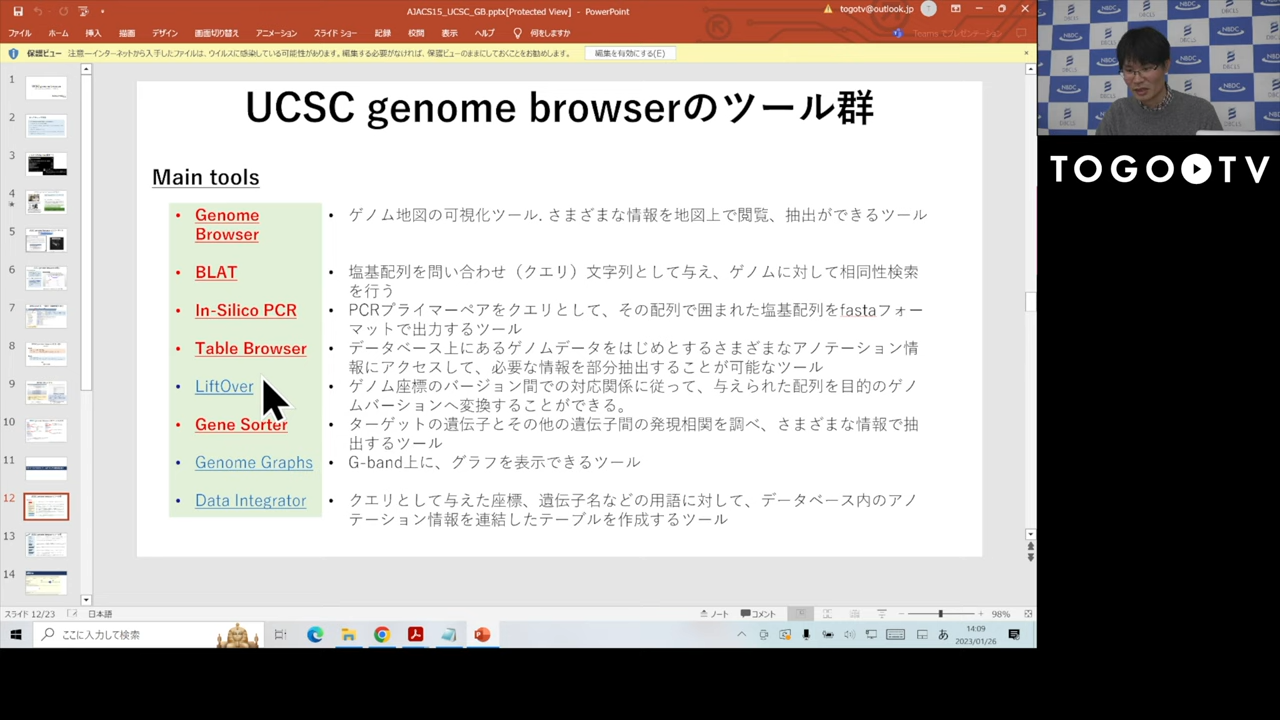 AJACS15_UCSC_GB.pptx[Protected View] - PowerPoint
togotv@outlook.jp
ファイル ホーム 挿入 描画 デザイン 画面切り替え アニメーション スライド ショー 記録 校閲 表示 ヘルプ 何をしますか Teams でプレゼンテーション
保護ビュー 注意—インターネットから入手したファイルは、ウイルスに感染している可能性があります。編集する必要がなければ、保護ビューのままにしておくことをお勧めします。 編集を有効にする(E)
UCSC genome browserのツール群
Main tools
• Genome Browser
• ゲノム地図の可視化ツール. さまざまな情報を地図上で閲覧、抽出ができるツール
• BLAT
• 塩基配列を問い合わせ（クエリ）文字列として与え、ゲノムに対して相同性検索
を行う
• In-Silico PCR
• PCRプライマーペアをクエリとして、その配列で囲まれた塩基配列をfastaフォー
マットで出力するツール
• Table Browser
• データベース上にあるゲノムデータをはじめとするさまざまなアノテーション情
報にアクセスして、必要な情報を部分抽出することが可能なツール
• LiftOver
• ゲノム座標のバージョン間での対応関係に従って、与えられた配列を目的のゲノ
ムバージョンへ変換することができる。
• Gene Sorter
• ターゲットの遺伝子とその他の遺伝子間の発現相関を調べ、さまざまな情報で抽
出するツール
• Genome Graphs
• G-band上に、グラフを表示できるツール
• Data Integrator
• クエリとして与えた座標、遺伝子名などの用語に対して、データベース内のアノ
テーション情報を連結したテーブルを作成するツール
1
2
3
4
5
6
7
8
9
10
11
12
13
14
スライド 12/23 日本語
ノート コメント 98%
ここに入力して検索
あ 14:09
2023/01/26
NBDC
DBCLS
TOGO TV